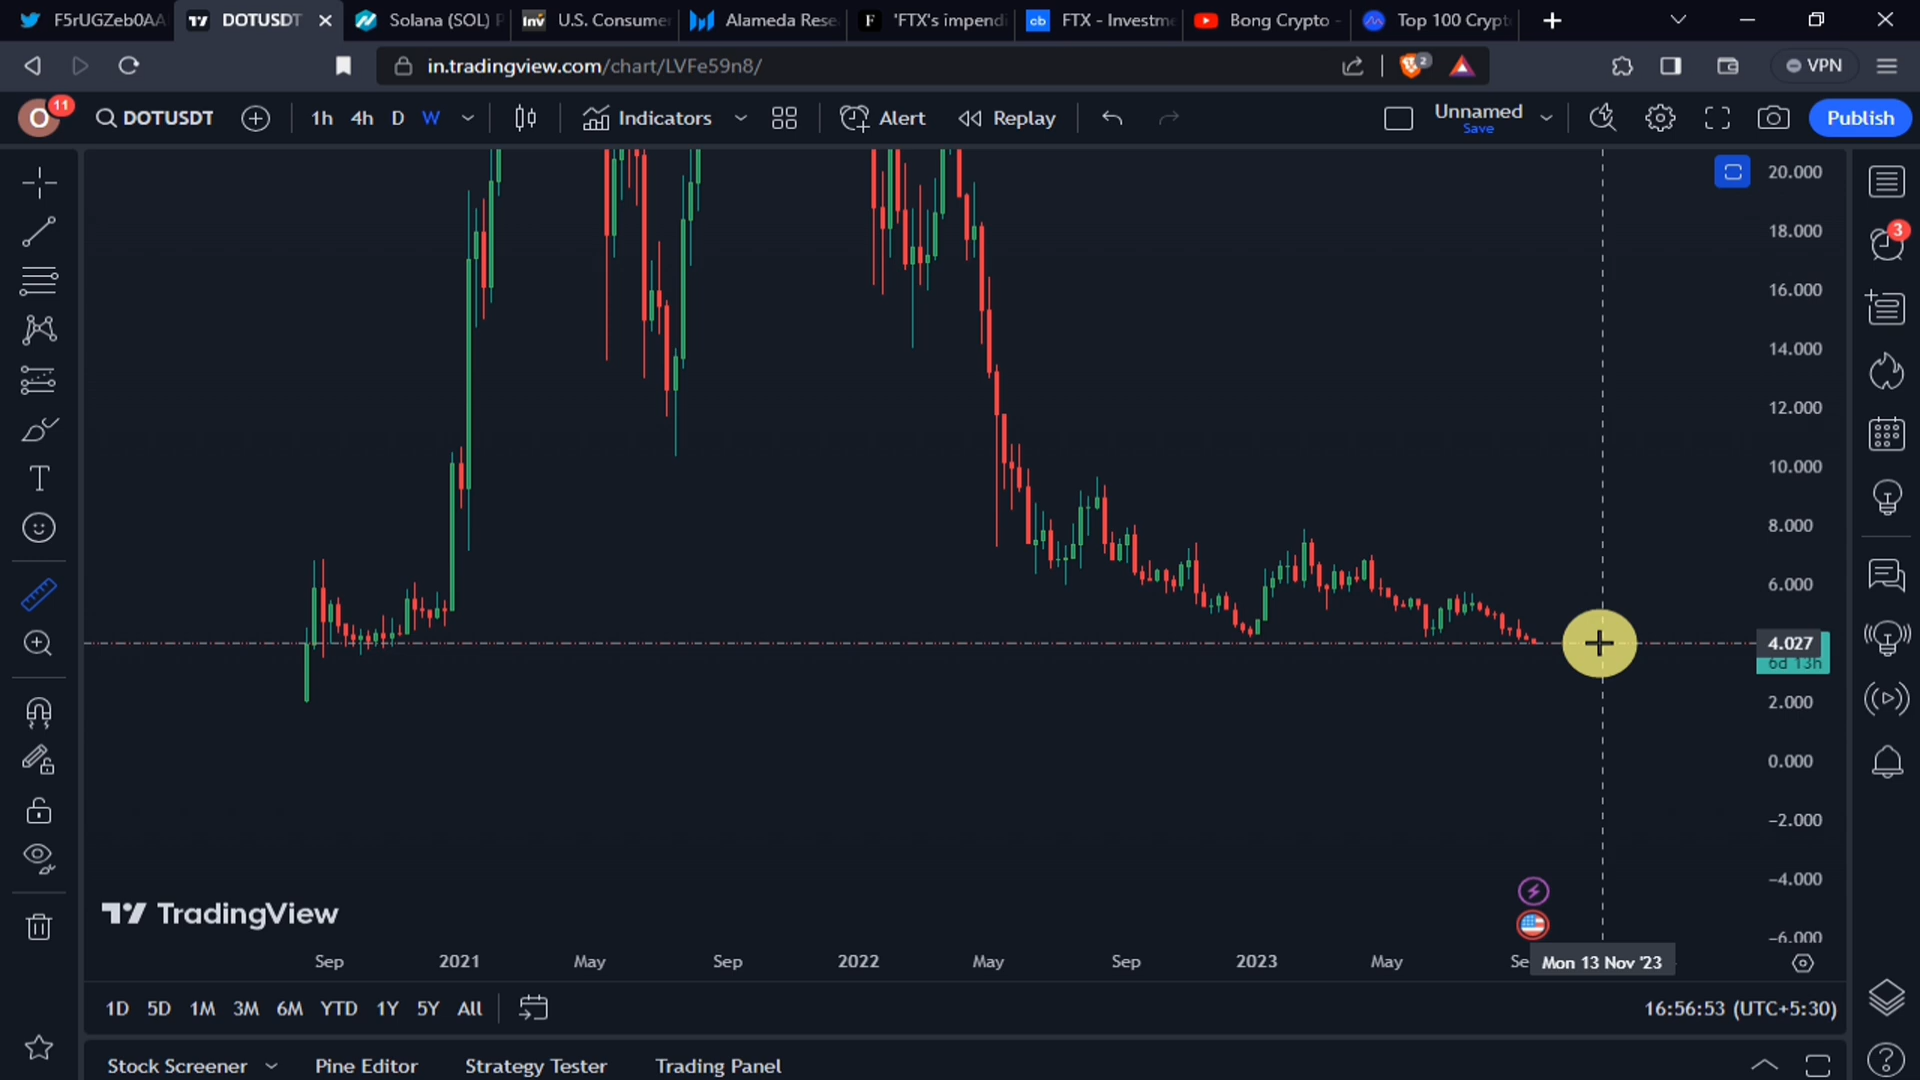 F5rUGZeb0AA
DOTUSDT
Solana (SOL) P
U.S. Consume
Alameda Rese
'FTX's impend
FTX - Investme
Bong Crypto -
Top 100 Crypt
in.tradingview.com/chart/LVFe59n8/
2
VPN
O
11
DOTUSDT
1h
4h
D
W
Indicators
Alert
Replay
Unnamed
Save
Publish
3
20.000
18.000
16.000
14.000
12.000
10.000
8.000
6.000
4.027
6d 13h
2.000
0.000
−2.000
−4.000
−6.000
TradingView
Sep
2021
May
Sep
2022
May
Sep
2023
May
Se
Mon 13 Nov '23
1D
5D
1M
3M
6M
YTD
1Y
5Y
All
16:56:53 (UTC+5:30)
Stock Screener
Pine Editor
Strategy Tester
Trading Panel